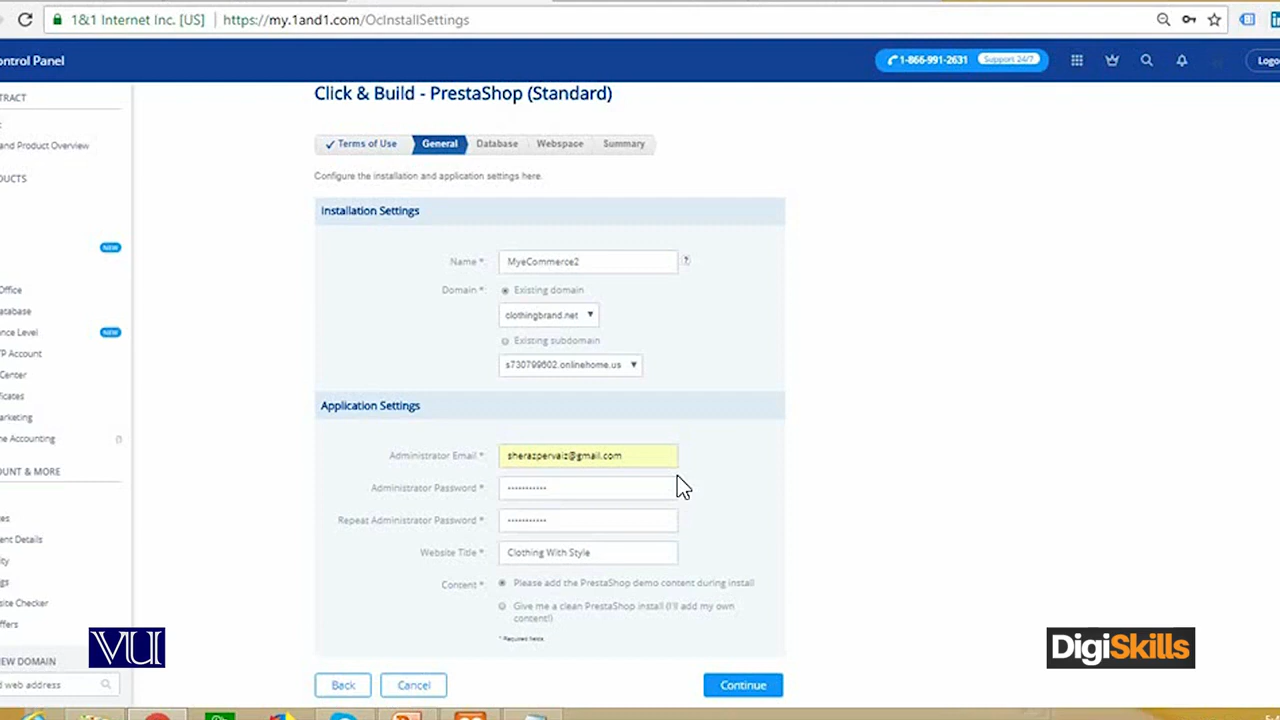 1&1 Internet Inc. [US]
https://my.1and1.com/OcInstallSettings
ontrol Panel
1-866-991-2631 Support 24/7
Logo
TRACT
and Product Overview
DUCTS
NEW
Office
atabase
nce Level
NEW
TP Account
Center
ficates
arketing
ne Accounting
OUNT & MORE
es
ent Details
ity
ngs
site Checker
ffers
NEW DOMAIN
d web address
Click & Build - PrestaShop (Standard)
Terms of Use
General
Database
Webspace
Summary
Configure the installation and application settings here.
Installation Settings
Name *:
MyeCommerce2
?
Domain *:
Existing domain
clothingbrand.net
Existing subdomain
s730799602.onlinehome.us
Application Settings
Administrator Email *
sherazpervaiz@gmail.com
Administrator Password *
Repeat Administrator Password *
Website Title *
Clothing With Style
Content *
Please add the PrestaShop demo content during install
Give me a clean PrestaShop install (I'll add my own
content!)
* Required fields.
Back
Cancel
Continue
VU
DigiSkills